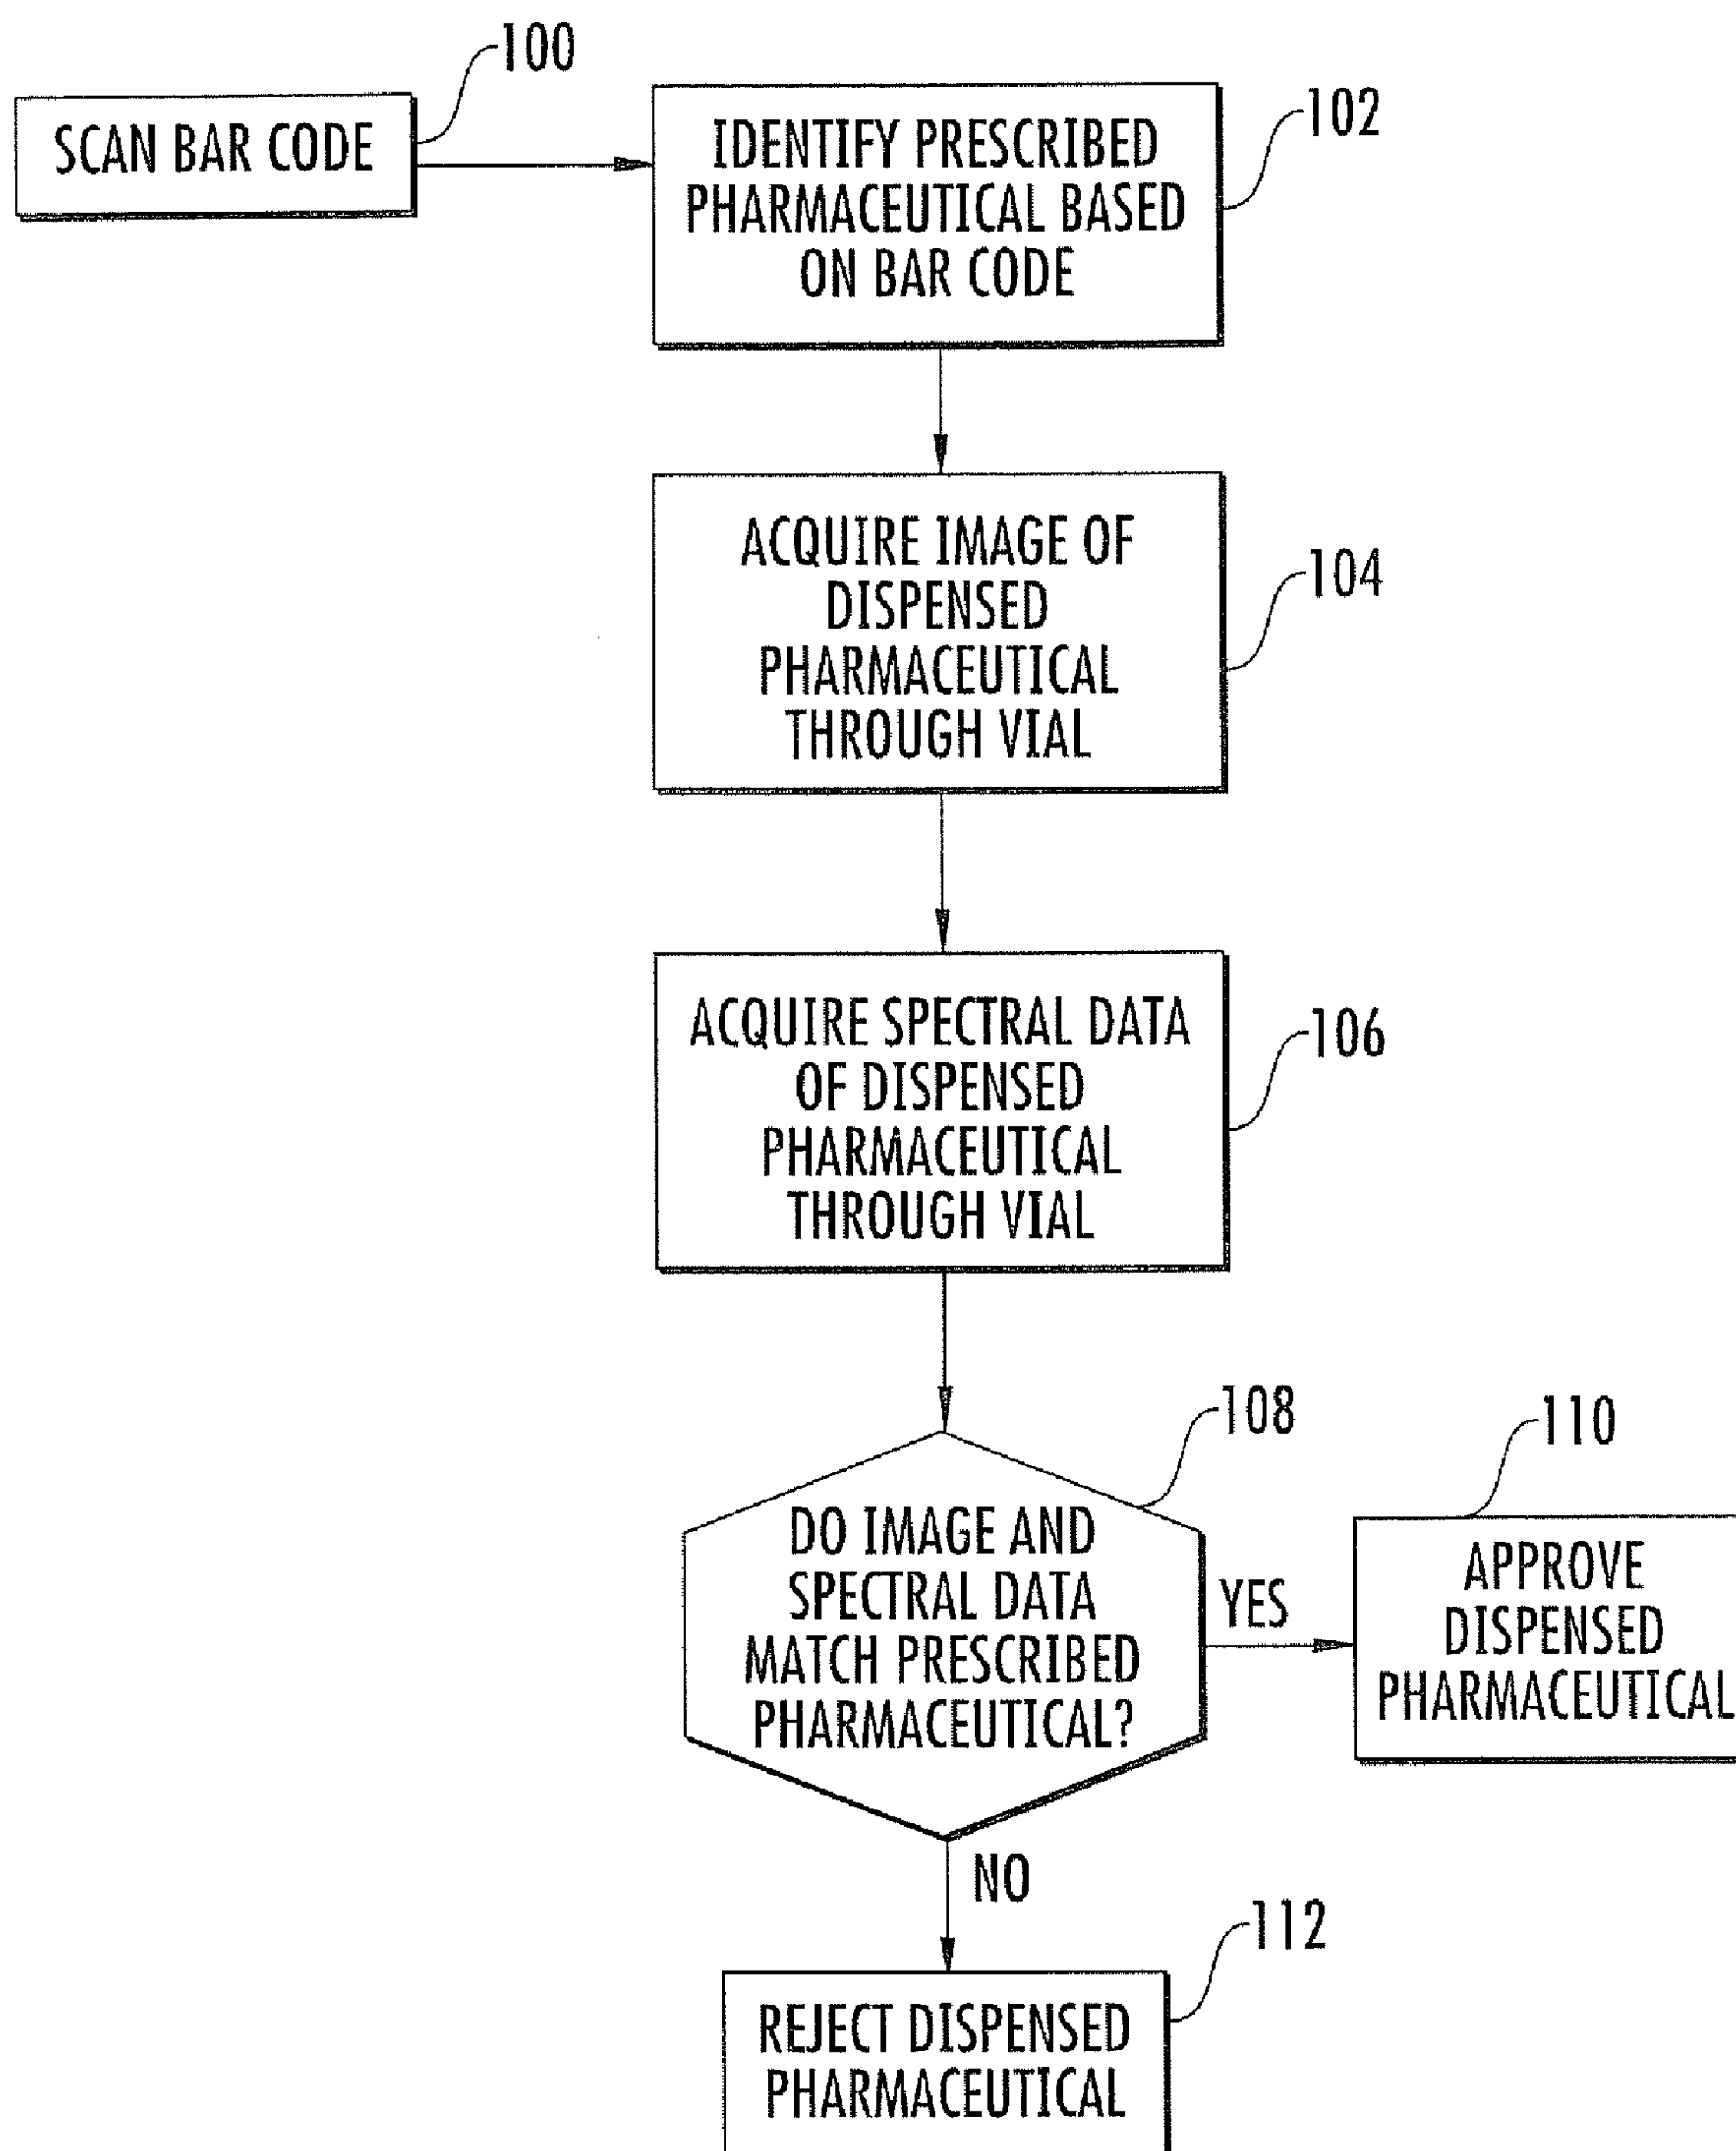 100
SCAN BAR CODE
102
IDENTIFY PRESCRIBED
PHARMACEUTICAL BASED
ON BAR CODE
104
ACQUIRE IMAGE OF
DISPENSED
PHARMACEUTICAL
THROUGH VIAL
106
ACQUIRE SPECTRAL DATA
OF DISPENSED
PHARMACEUTICAL
THROUGH VIAL
108
DO IMAGE AND
SPECTRAL DATA
MATCH PRESCRIBED
PHARMACEUTICAL?
YES
110
APPROVE
DISPENSED
PHARMACEUTICAL
NO
112
REJECT DISPENSED
PHARMACEUTICAL